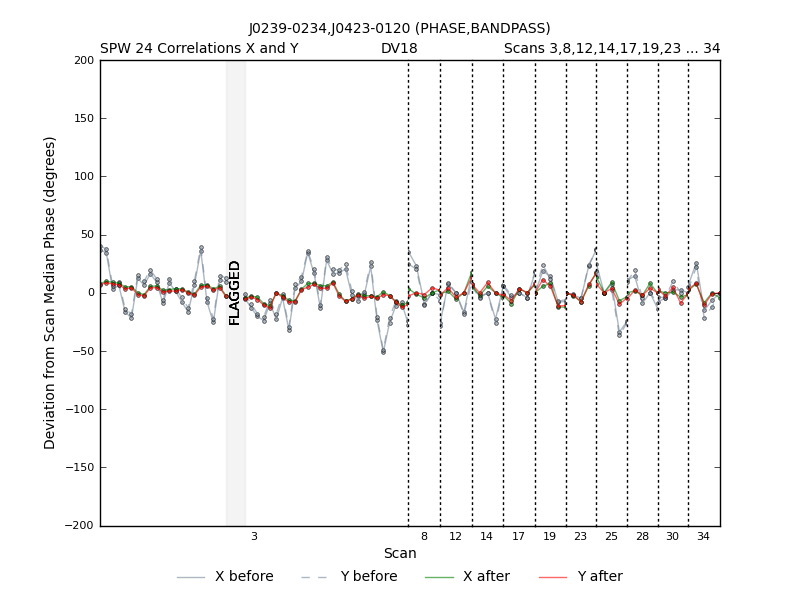 J0239-0234,J0423-0120 (PHASE,BANDPASS)
SPW 24 Correlations X and Y DV18 Scans 3,8,12,14,17,19,23 ... 34
200
150
100
50
0
−50
−100
−150
−200
Deviation from Scan Median Phase (degrees)
FLAGGED
3 8 12 14 17 19 23 25 28 30 34
Scan
X before Y before X after Y after